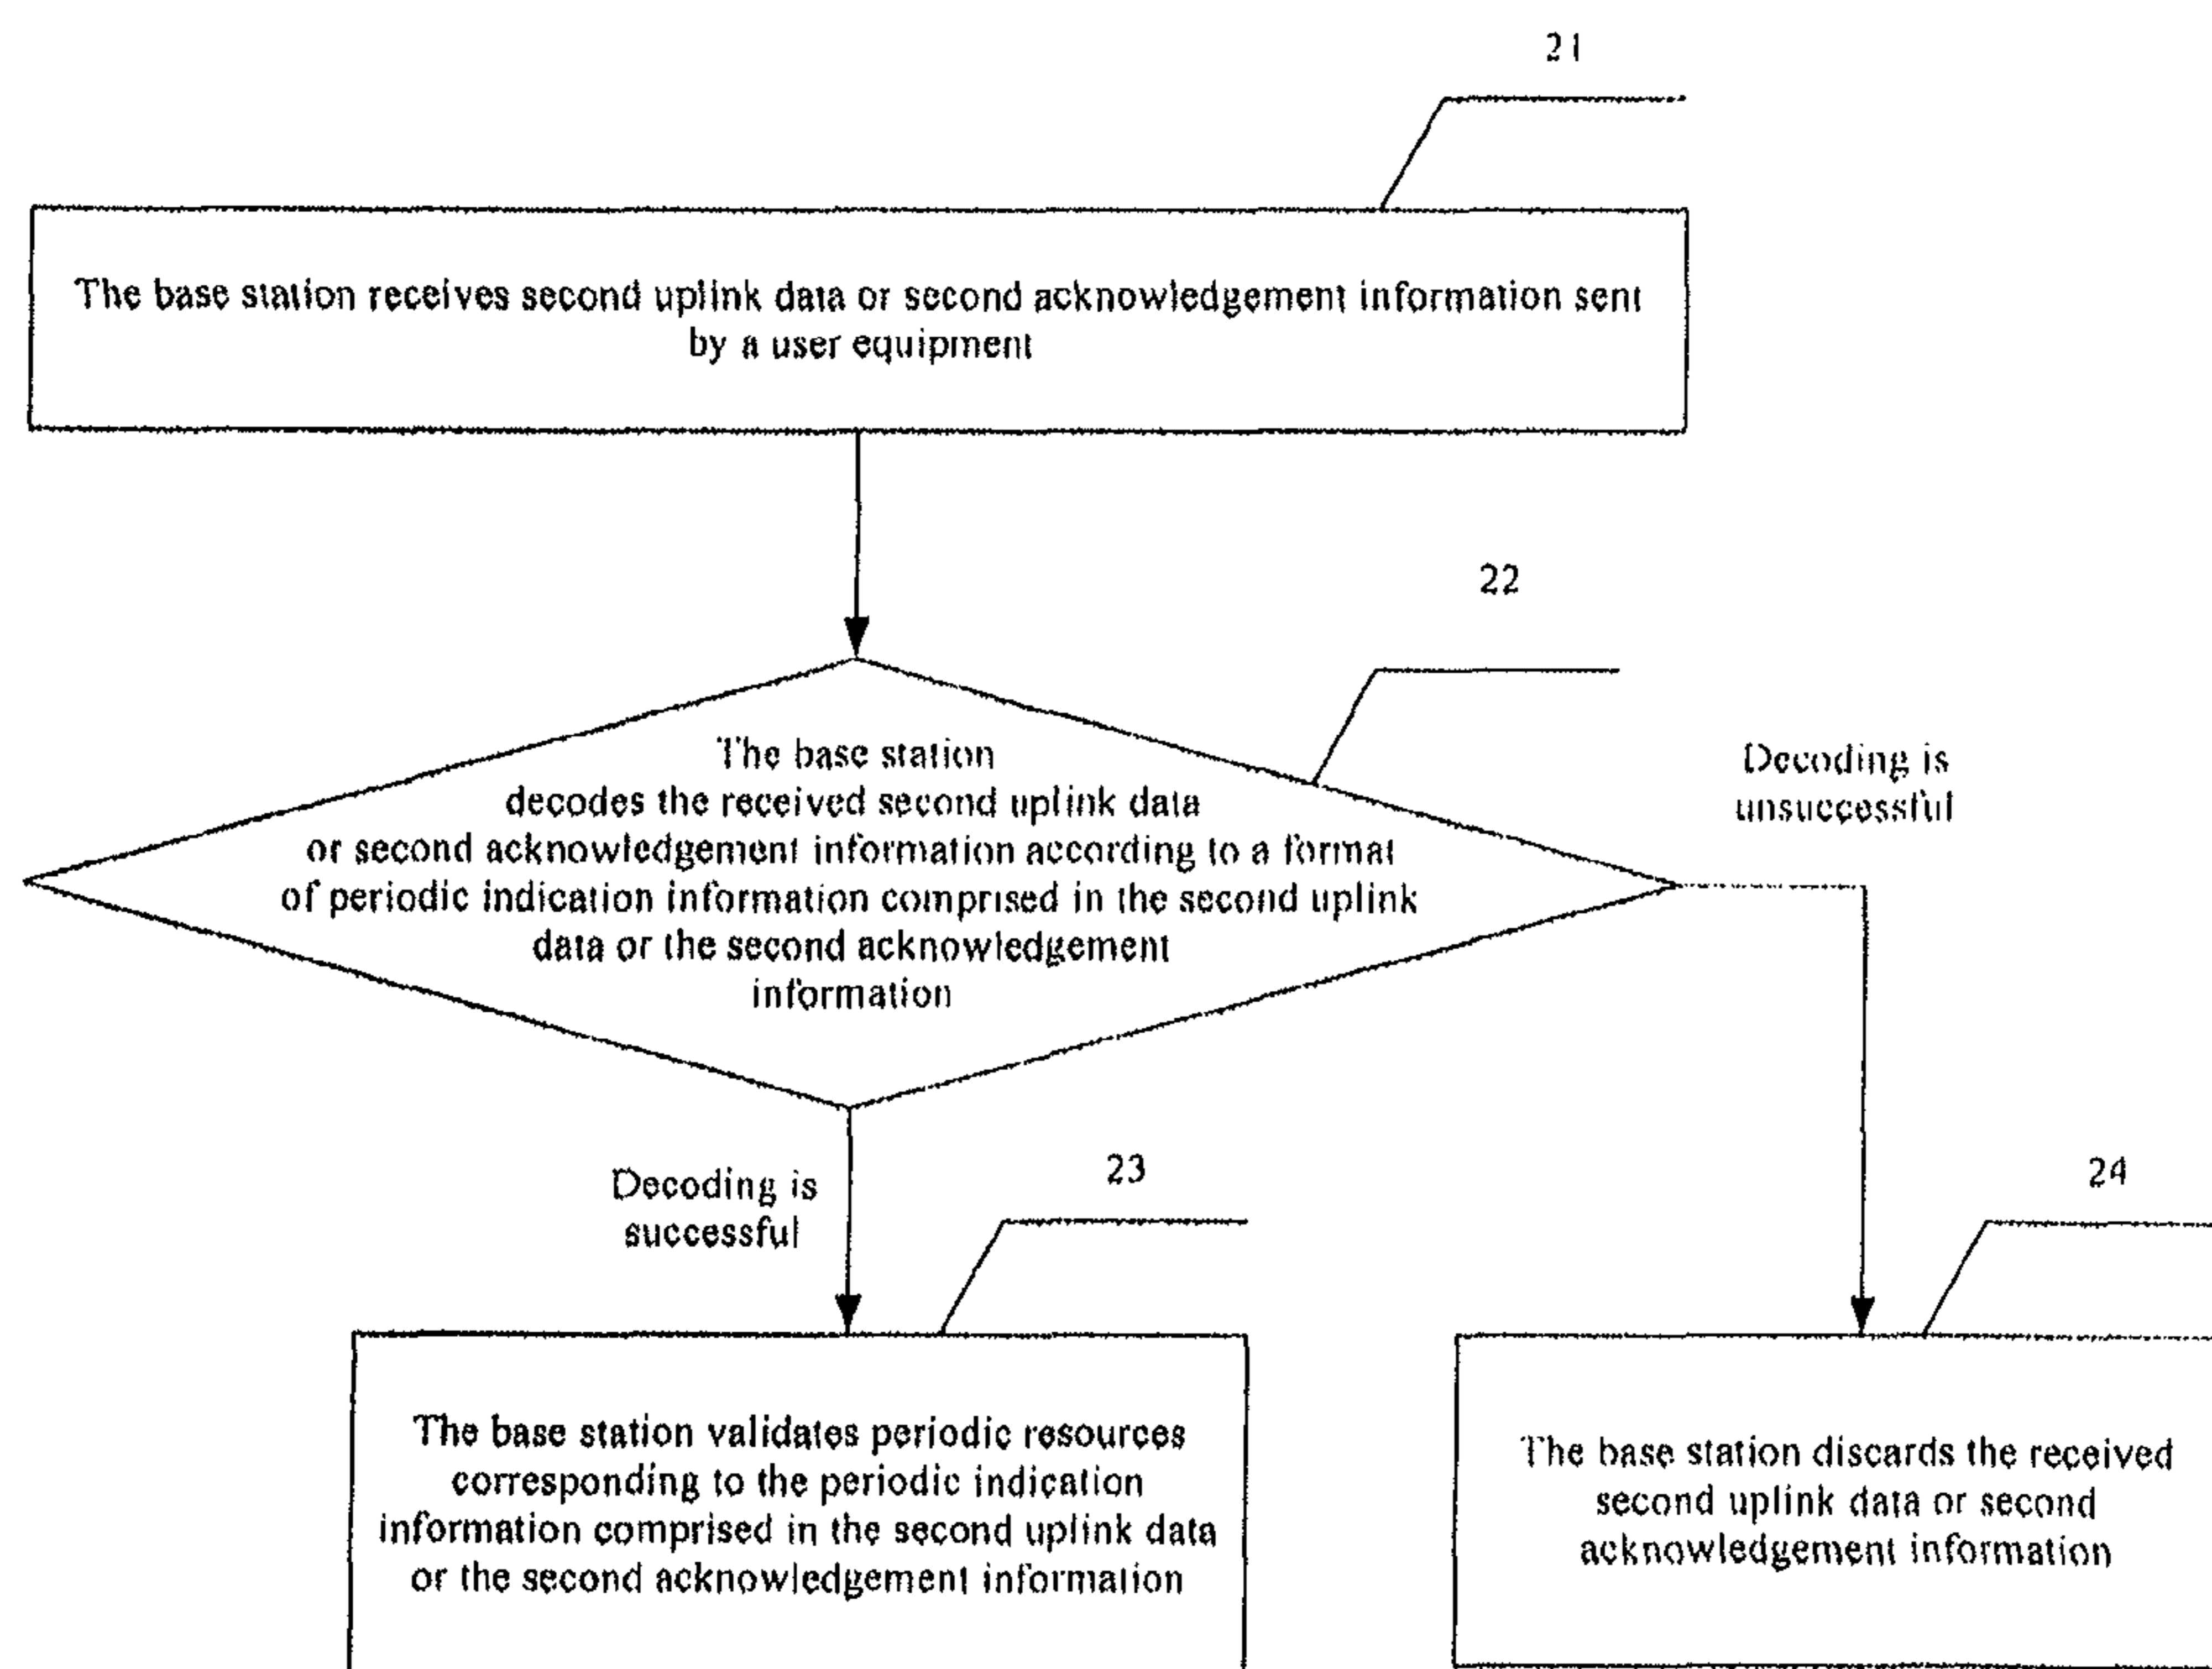 21
The base station receives second uplink data or second acknowledgement information sent
by a user equipment
22
The base station
decodes the received second uplink data
or second acknowledgement information according to a format
of periodic indication information comprised in the second uplink
data or the second acknowledgement
information
Decoding is
unsuccessful
Decoding is
successful
23
24
The base station validates periodic resources
corresponding to the periodic indication
information comprised in the second uplink data
or the second acknowledgement information
The base station discards the received
second uplink data or second
acknowledgement information